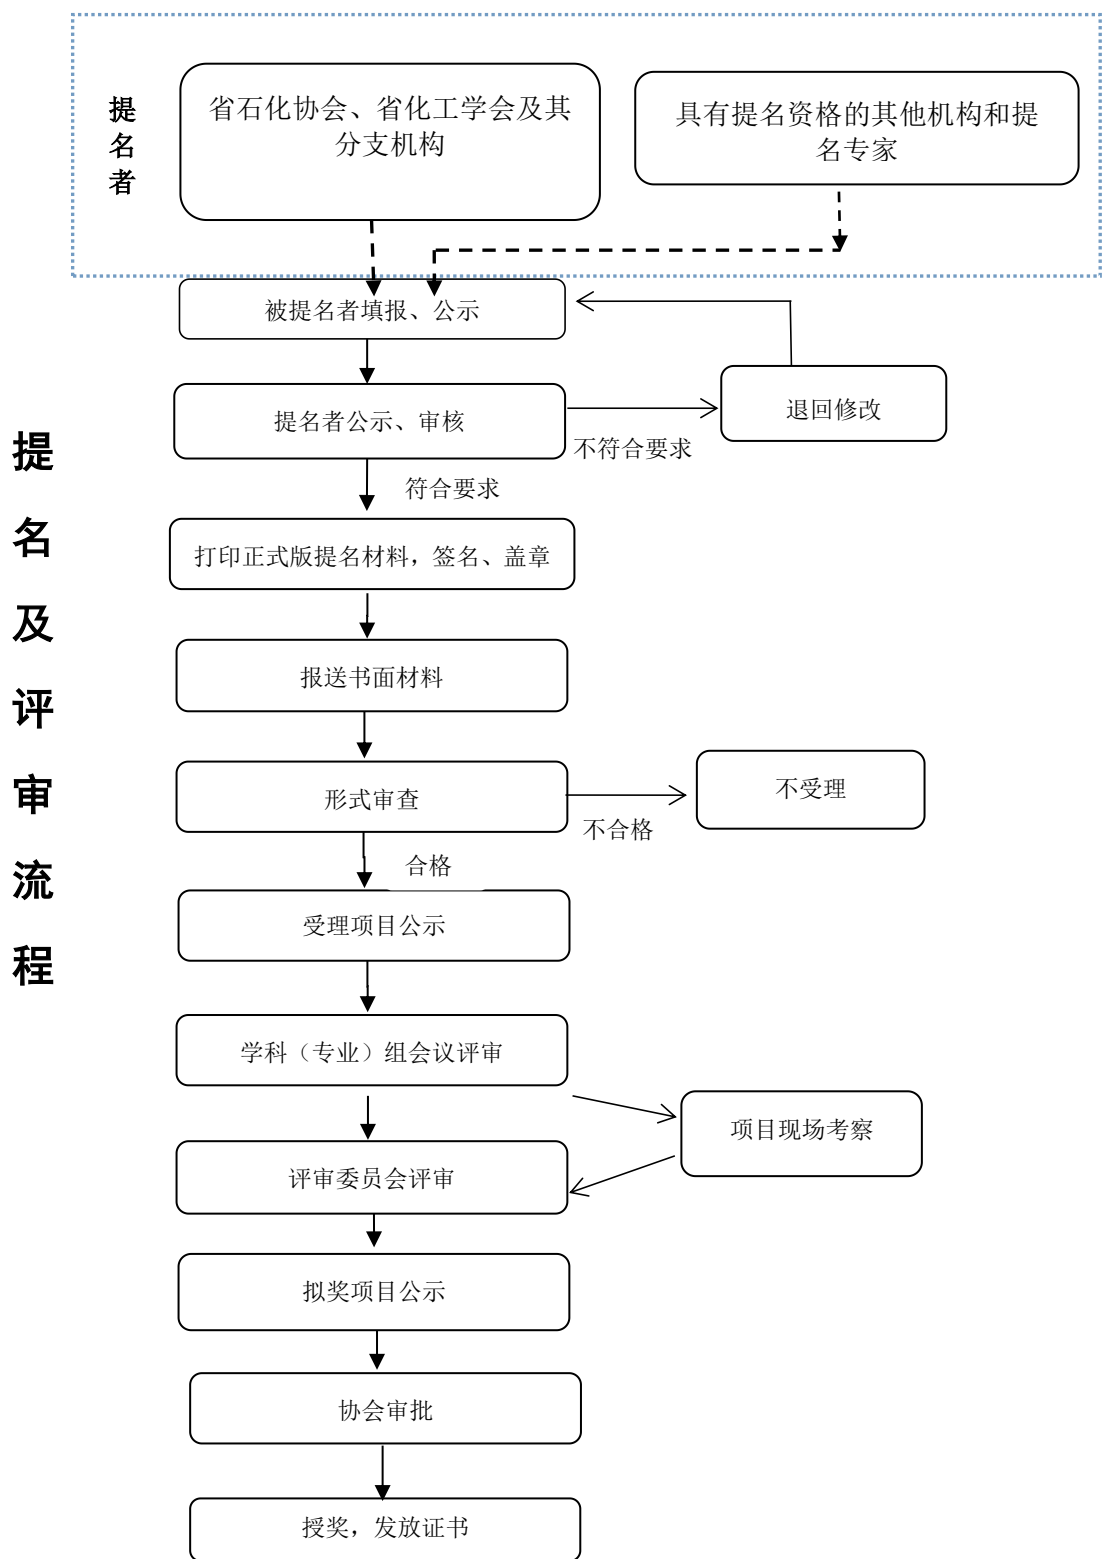 提名者
省石化协会、省化工学会及其
分支机构
具有提名资格的其他机构和提
名专家
被提名者填报、公示
提名者公示、审核
退回修改
不符合要求
符合要求
打印正式版提名材料，签名、盖章
报送书面材料
形式审查
不受理
不合格
合格
受理项目公示
学科（专业）组会议评审
项目现场考察
评审委员会评审
拟奖项目公示
协会审批
授奖，发放证书
提名及评审流程